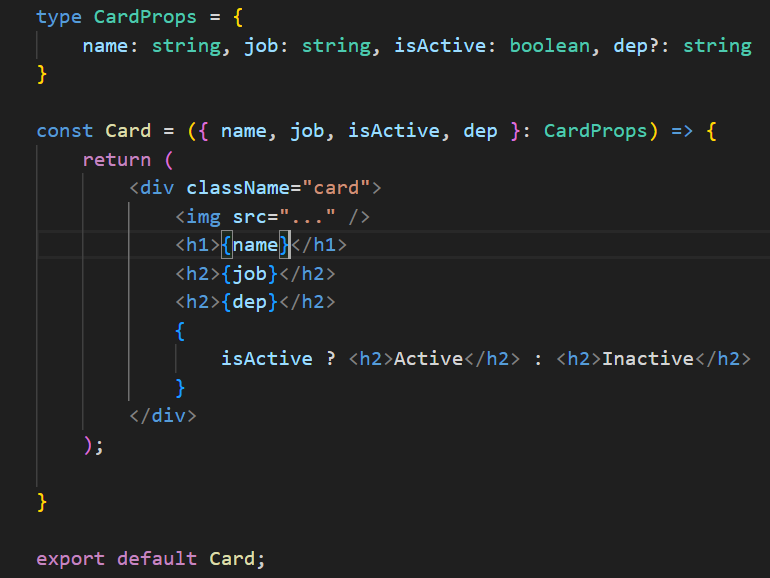 type CardProps = {
    name: string, job: string, isActive: boolean, dep?: string
}

const Card = ({ name, job, isActive, dep }: CardProps) => {
    return (
        <div className="card">
            <img src="..." />
            <h1>{name}</h1>
            <h2>{job}</h2>
            <h2>{dep}</h2>
            {
                isActive ? <h2>Active</h2> : <h2>Inactive</h2>
            }
        </div>
    );

}

export default Card;